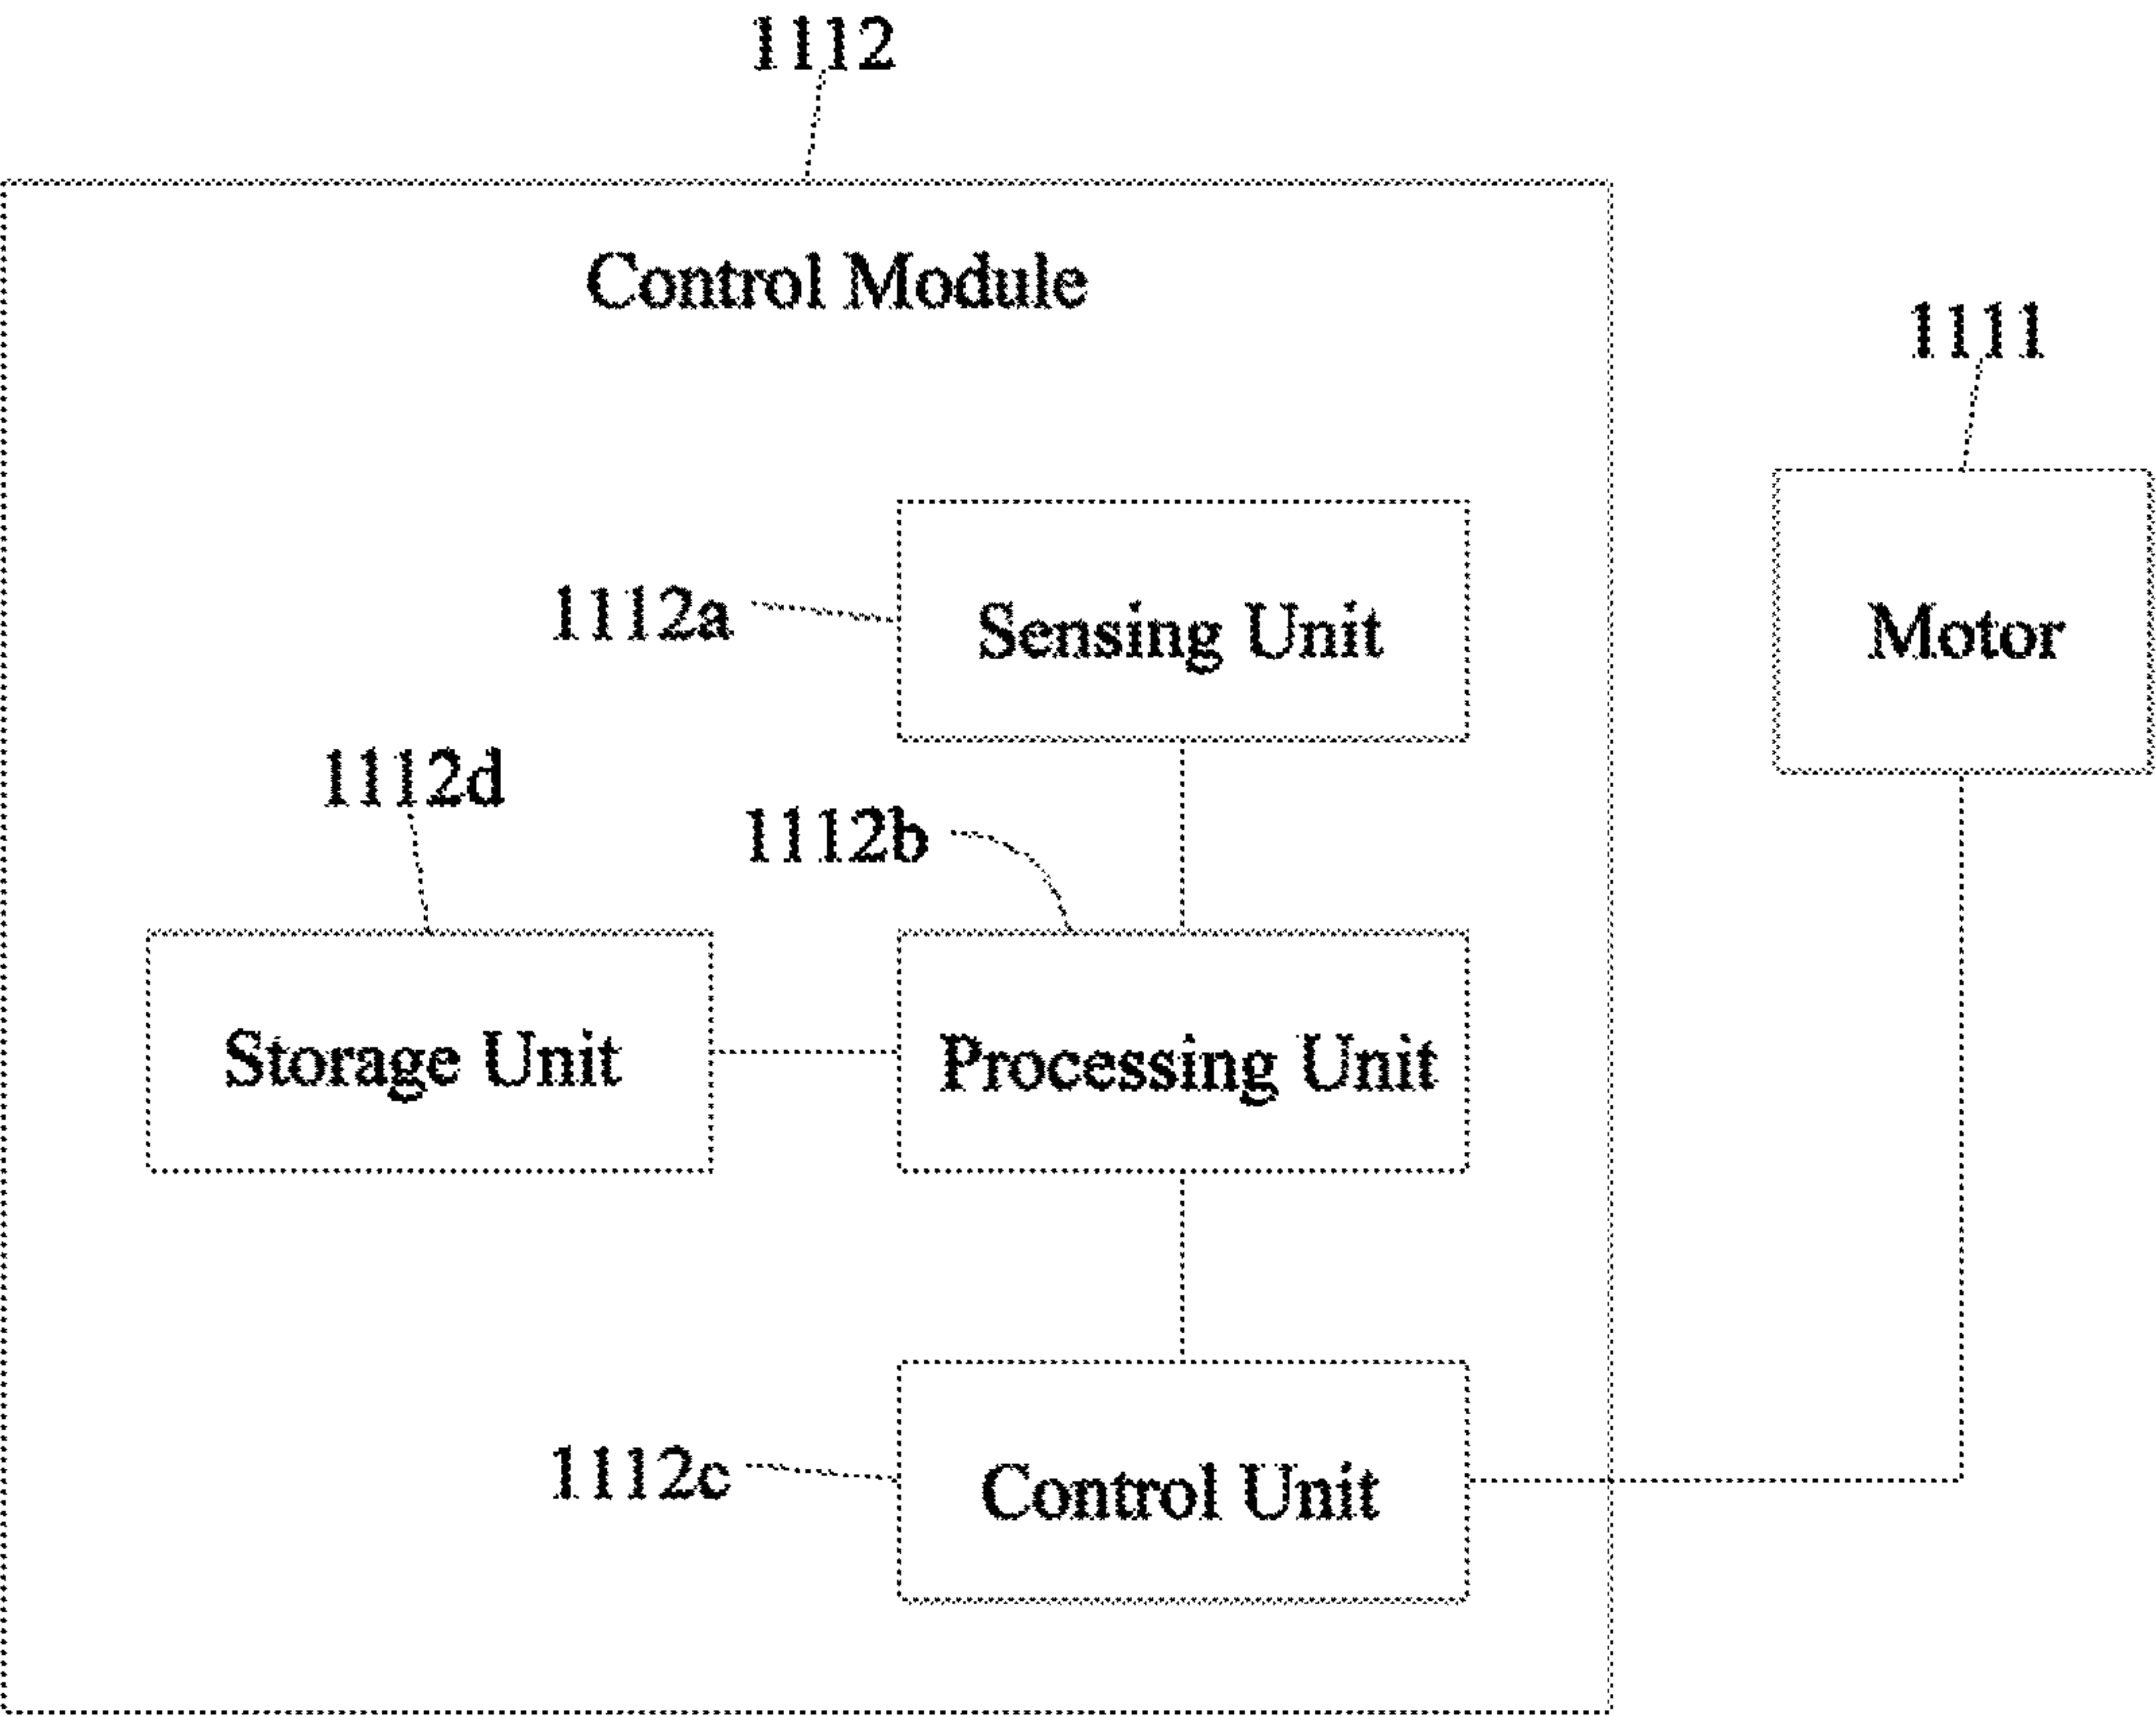 1112
Control Module
1111
1112a
Sensing Unit
Motor
1112d
1112b
Storage Unit
Processing Unit
1112c
Control Unit